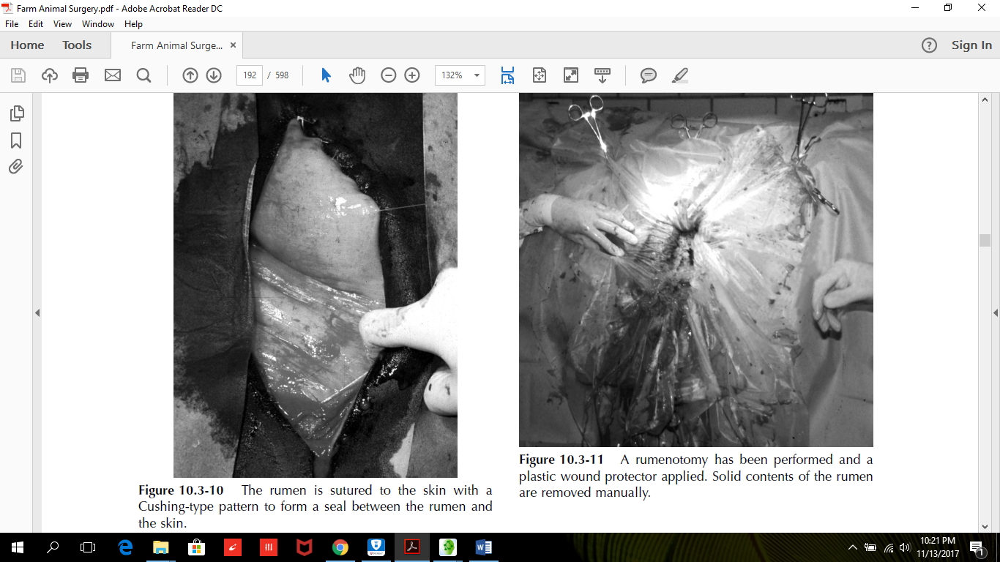 Farm Animal Surgery.pdf - Adobe Acrobat Reader DC
File Edit View Window Help
Home Tools Farm Animal Surge... × ? Sign In
192 / 598 132%
Figure 10.3-10 The rumen is sutured to the skin with a
Cushing-type pattern to form a seal between the rumen and
the skin.
Figure 10.3-11 A rumenotomy has been performed and a
plastic wound protector applied. Solid contents of the rumen
are removed manually.
10:21 PM
11/13/2017
1